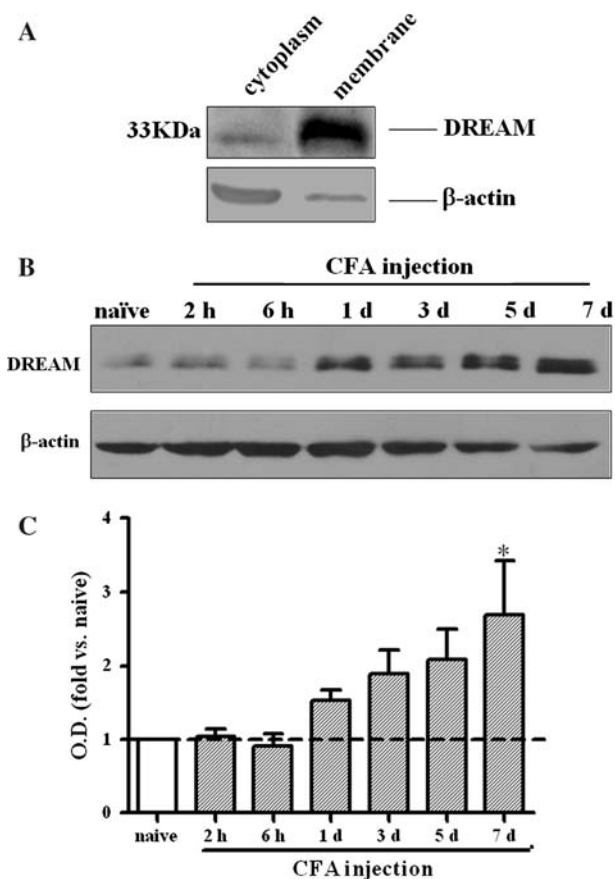 A
cytoplasm
membrane
33KDa
DREAM
β-actin
B
CFA injection
naïve 2 h 6 h 1 d 3 d 5 d 7 d
DREAM
β-actin
C
O.D. (fold vs. naive)
4
3
2
1
0
*
naive 2 h 6 h 1 d 3 d 5 d 7 d
CFA injection